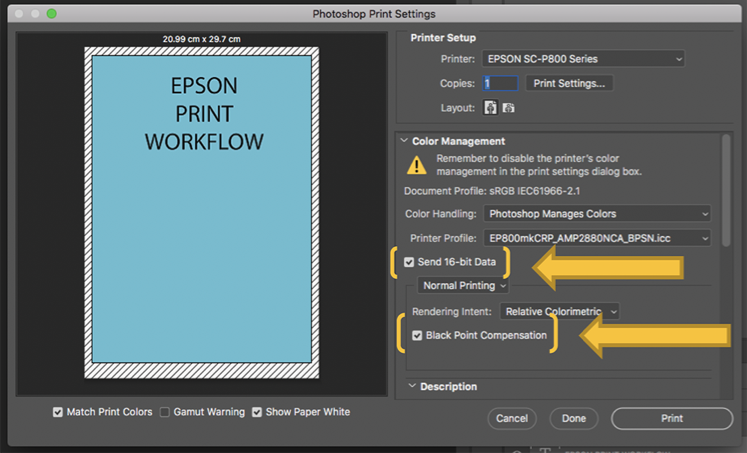 Photoshop Print Settings
20.99 cm x 29.7 cm
EPSON
PRINT
WORKFLOW
Match Print Colors
Gamut Warning
Show Paper White
Printer Setup
Printer:
EPSON SC-P800 Series
Copies:
1
Print Settings...
Layout:
Color Management
Remember to disable the printer's color
management in the print settings dialog box.
Document Profile: sRGB IEC61966-2.1
Color Handling:
Photoshop Manages Colors
Printer Profile:
EP800mkCRP_AMP2880NCA_BPSN.icc
Send 16-bit Data
Normal Printing
Rendering Intent:
Relative Colorimetric
Black Point Compensation
Description
Cancel
Done
Print